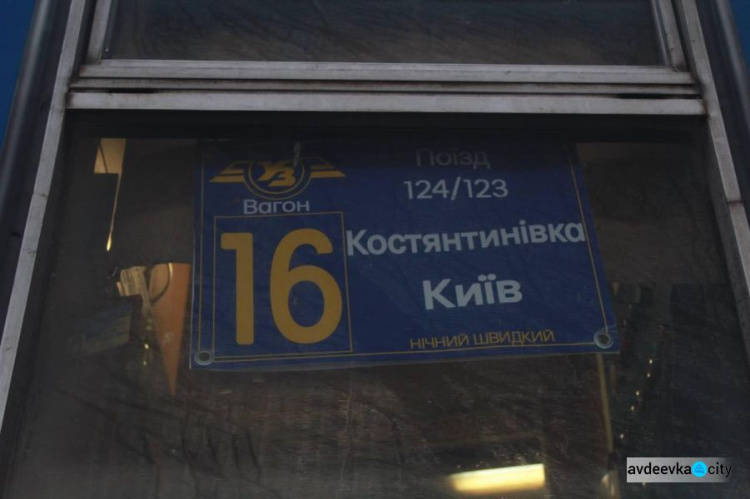 УЗ
Вагон
16
Поїзд
124/123
Костянтинівка
Київ
НІЧНИЙ ШВИДКИЙ
avdeevka.city